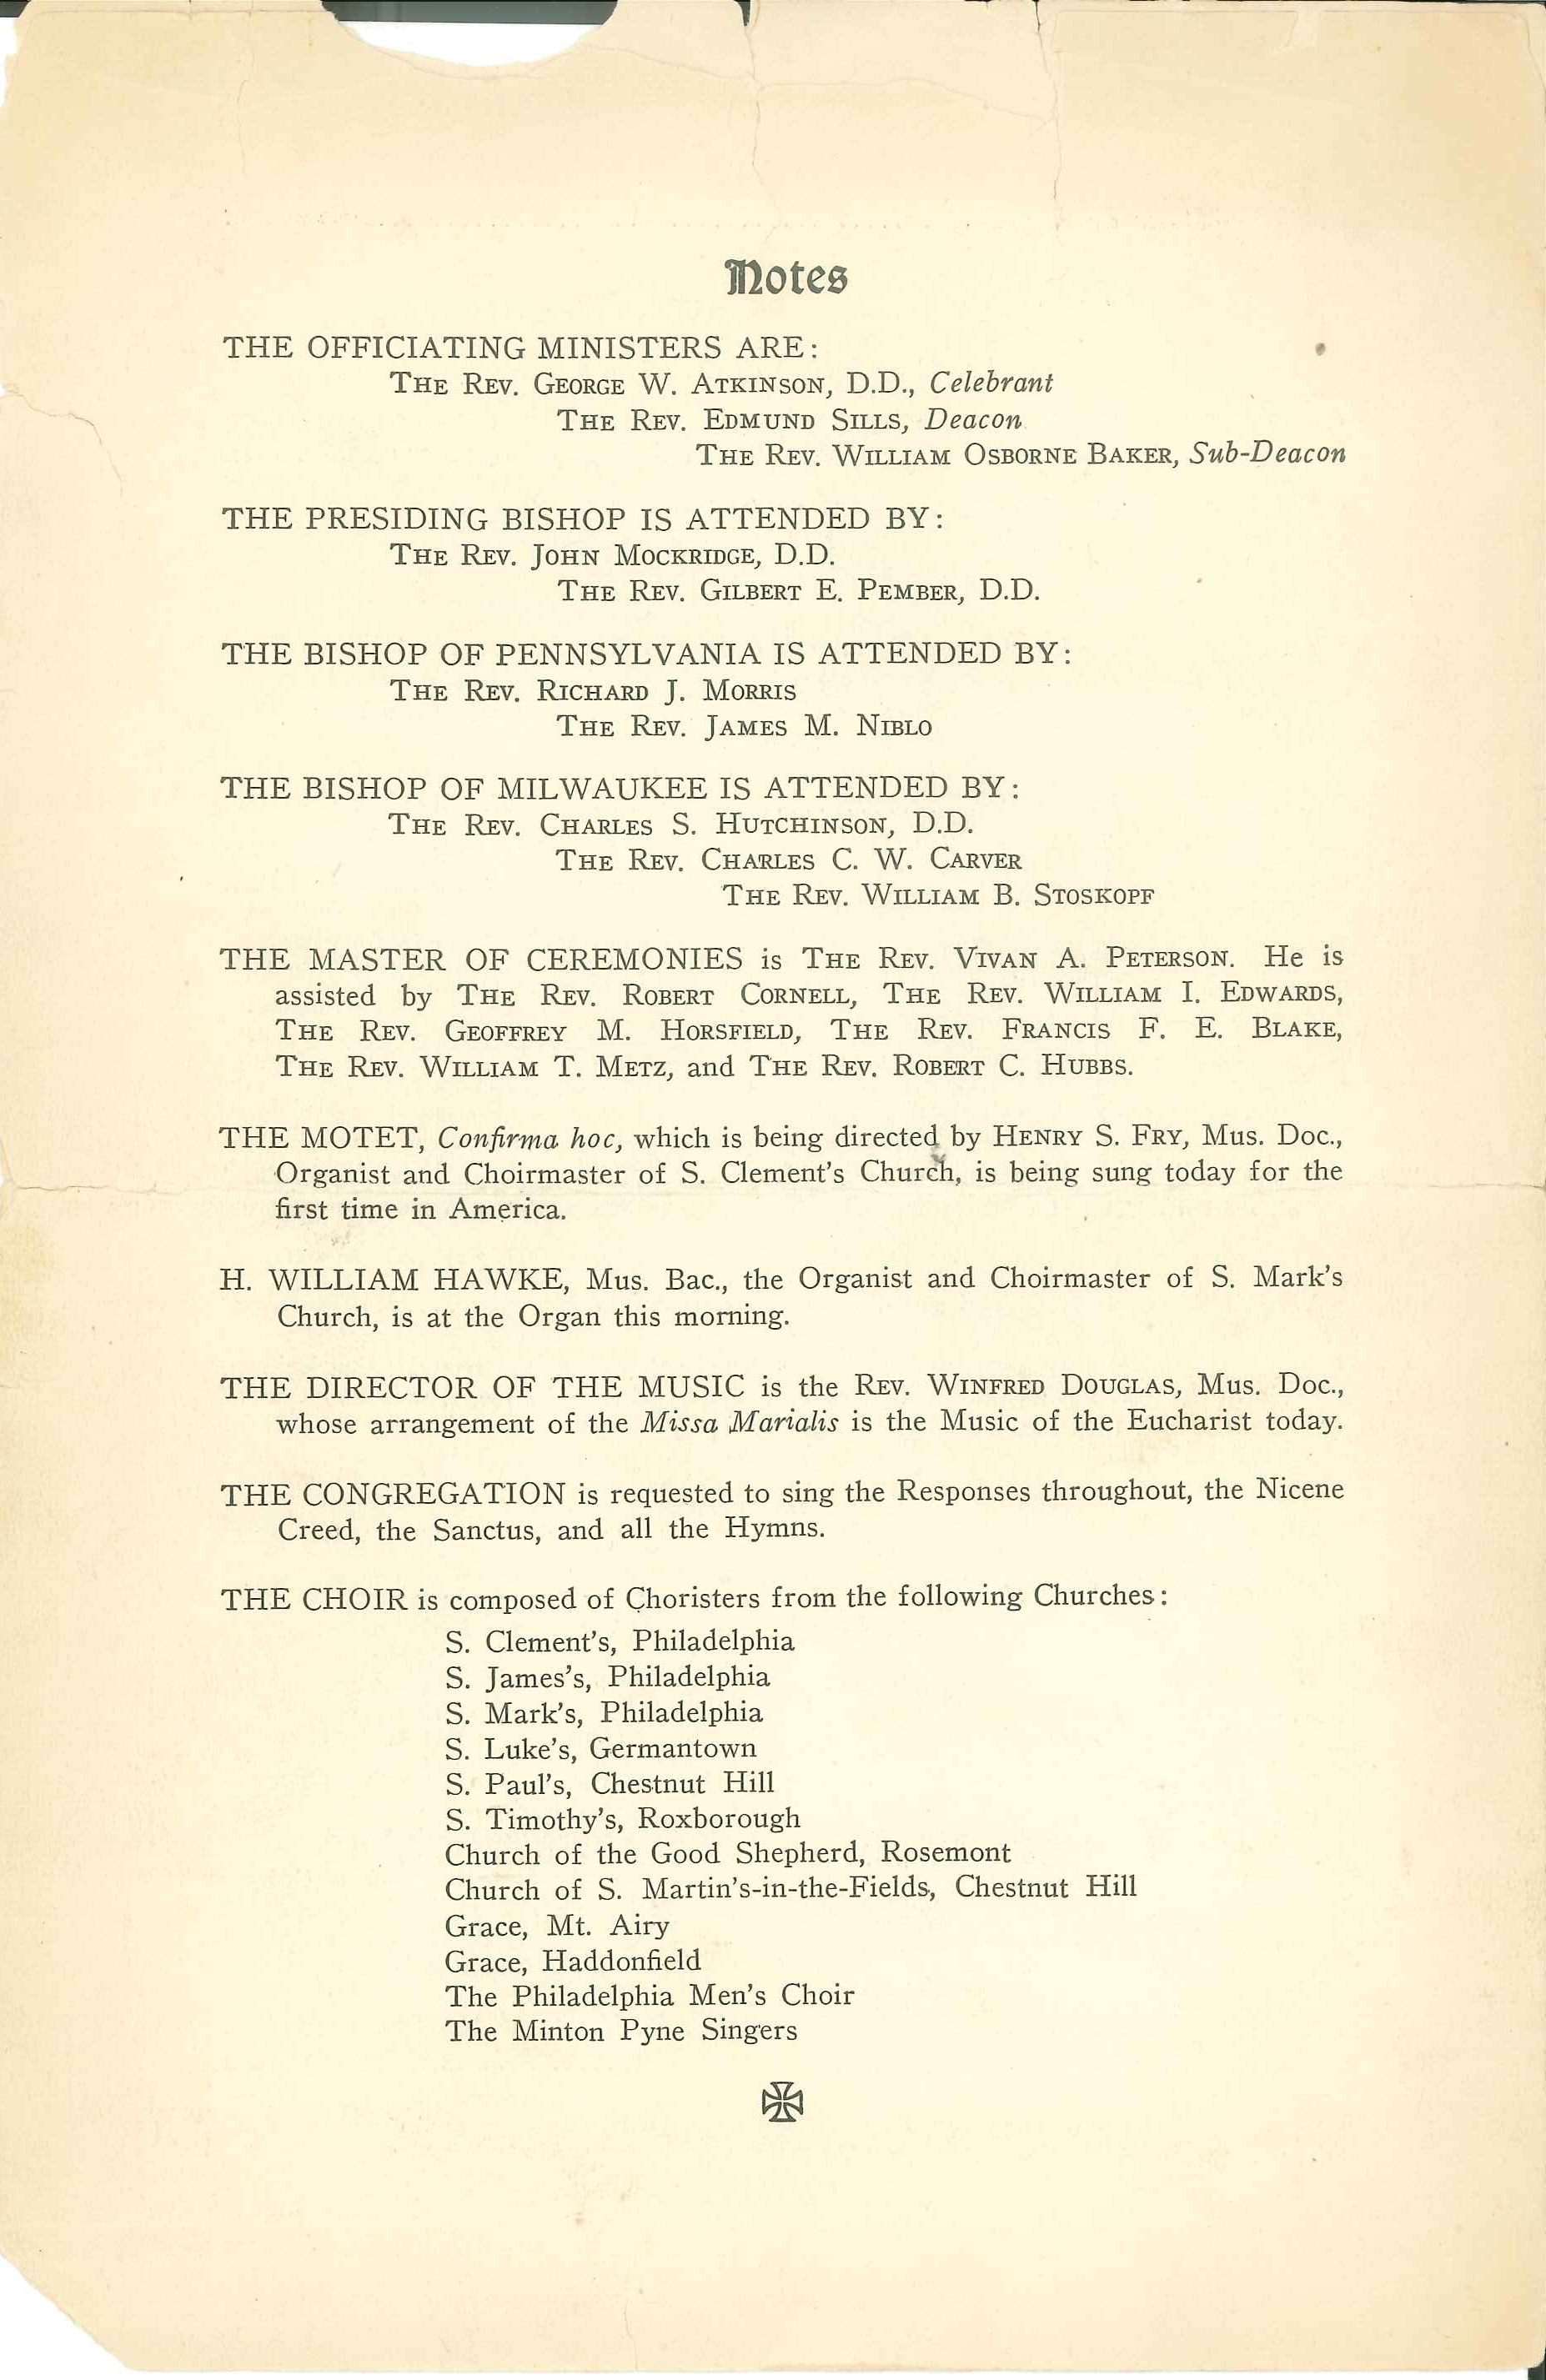 Notes
THE OFFICIATING MINISTERS ARE:
THE REV. GEORGE W. ATKINSON, D.D., Celebrant
THE REV. EDMUND SILLS, Deacon
THE REV. WILLIAM OSBORNE BAKER, Sub-Deacon
THE PRESIDING BISHOP IS ATTENDED BY:
THE REV. JOHN MOCKRIDGE, D.D.
THE REV. GILBERT E. PEMBER, D.D.
THE BISHOP OF PENNSYLVANIA IS ATTENDED BY:
THE REV. RICHARD J. MORRIS
THE REV. JAMES M. NIBLO
THE BISHOP OF MILWAUKEE IS ATTENDED BY:
THE REV. CHARLES S. HUTCHINSON, D.D.
THE REV. CHARLES C. W. CARVER
THE REV. WILLIAM B. STOSKOPF
THE MASTER OF CEREMONIES is THE REV. VIVAN A. PETERSON. He is
assisted by THE REV. ROBERT CORNELL, THE REV. WILLIAM I. EDWARDS,
THE REV. GEOFFREY M. HORSFIELD, THE REV. FRANCIS F. E. BLAKE,
THE REV. WILLIAM T. METZ, and THE REV. ROBERT C. HUBBS.
THE MOTET, Confirma hoc, which is being directed by HENRY S. FRY, Mus. Doc.,
Organist and Choirmaster of S. Clement's Church, is being sung today for the
first time in America.
H. WILLIAM HAWKE, Mus. Bac., the Organist and Choirmaster of S. Mark's
Church, is at the Organ this morning.
THE DIRECTOR OF THE MUSIC is the REV. WINFRED DOUGLAS, Mus. Doc.,
whose arrangement of the Missa Marialis is the Music of the Eucharist today.
THE CONGREGATION is requested to sing the Responses throughout, the Nicene
Creed, the Sanctus, and all the Hymns.
THE CHOIR is composed of Choristers from the following Churches:
S. Clement's, Philadelphia
S. James's, Philadelphia
S. Mark's, Philadelphia
S. Luke's, Germantown
S. Paul's, Chestnut Hill
S. Timothy's, Roxborough
Church of the Good Shepherd, Rosemont
Church of S. Martin's-in-the-Fields, Chestnut Hill
Grace, Mt. Airy
Grace, Haddonfield
The Philadelphia Men's Choir
The Minton Pyne Singers